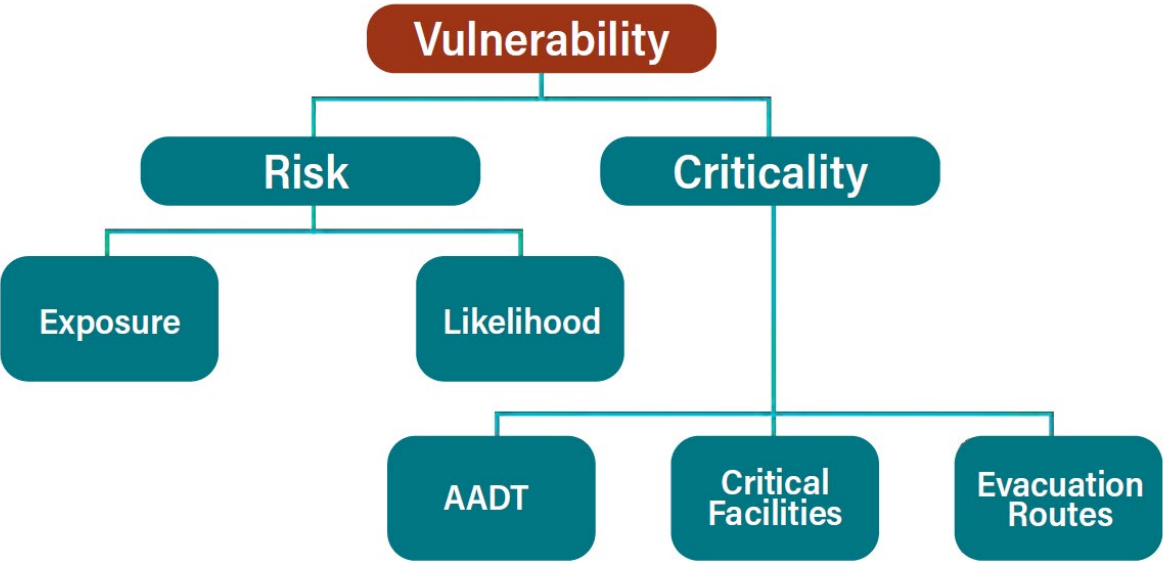 Vulnerability
Risk
Criticality
Exposure
Likelihood
AADT
Critical
Facilities
Evacuation
Routes